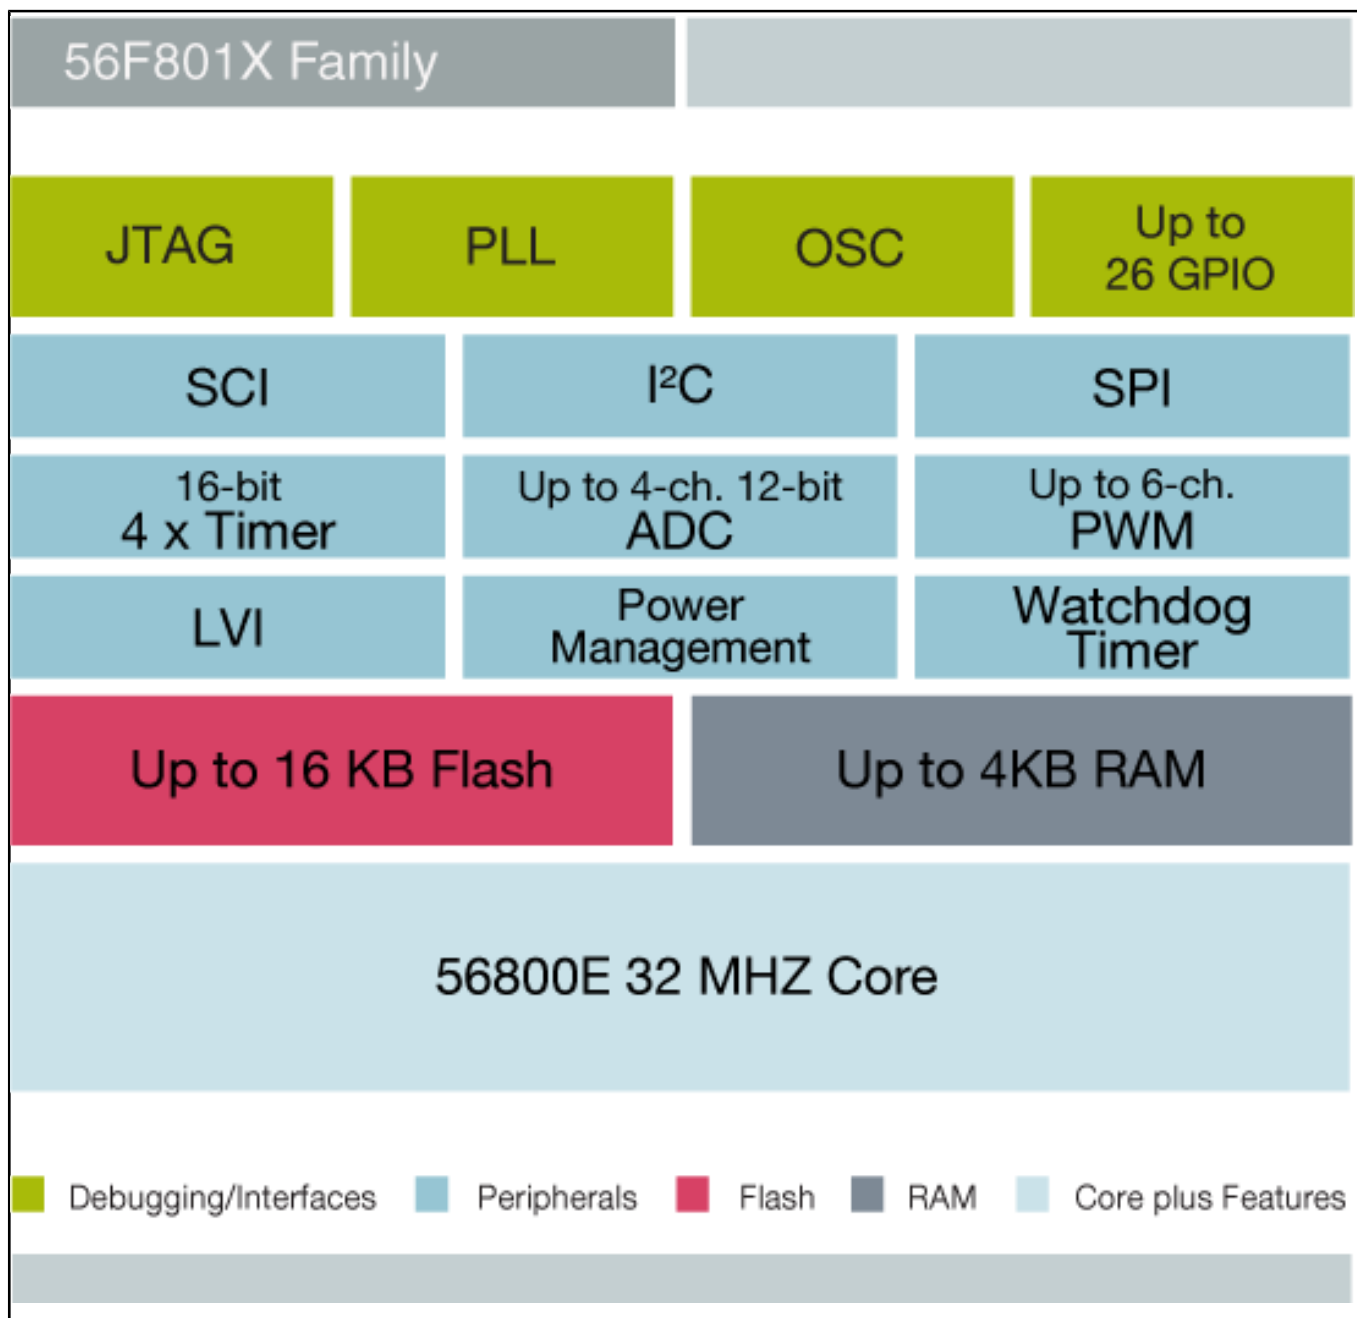 56F801X Family
JTAG
PLL
OSC
Up to
26 GPIO
SCI
I²C
SPI
16-bit
4 x Timer
Up to 4-ch. 12-bit
ADC
Up to 6-ch.
PWM
LVI
Power
Management
Watchdog
Timer
Up to 16 KB Flash
Up to 4KB RAM
56800E 32 MHZ Core
Debugging/Interfaces
Peripherals
Flash
RAM
Core plus Features